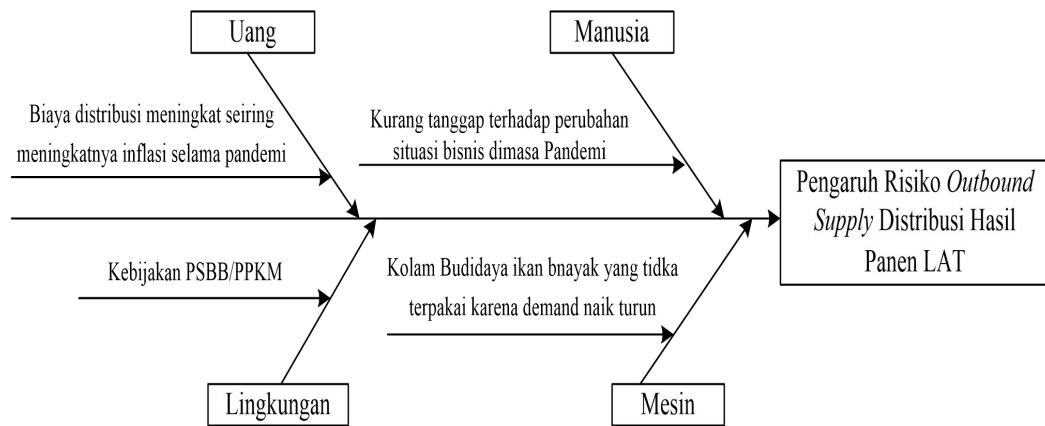 Uang
Manusia
Biaya distribusi meningkat seiring
meningkatnya inflasi selama pandemi
Kurang tanggap terhadap perubahan
situasi bisnis dimasa Pandemi
Pengaruh Risiko Outbound
Supply Distribusi Hasil
Panen LAT
Kebijakan PSBB/PPKM
Kolam Budidaya ikan bnayak yang tidka
terpakai karena demand naik turun
Lingkungan
Mesin